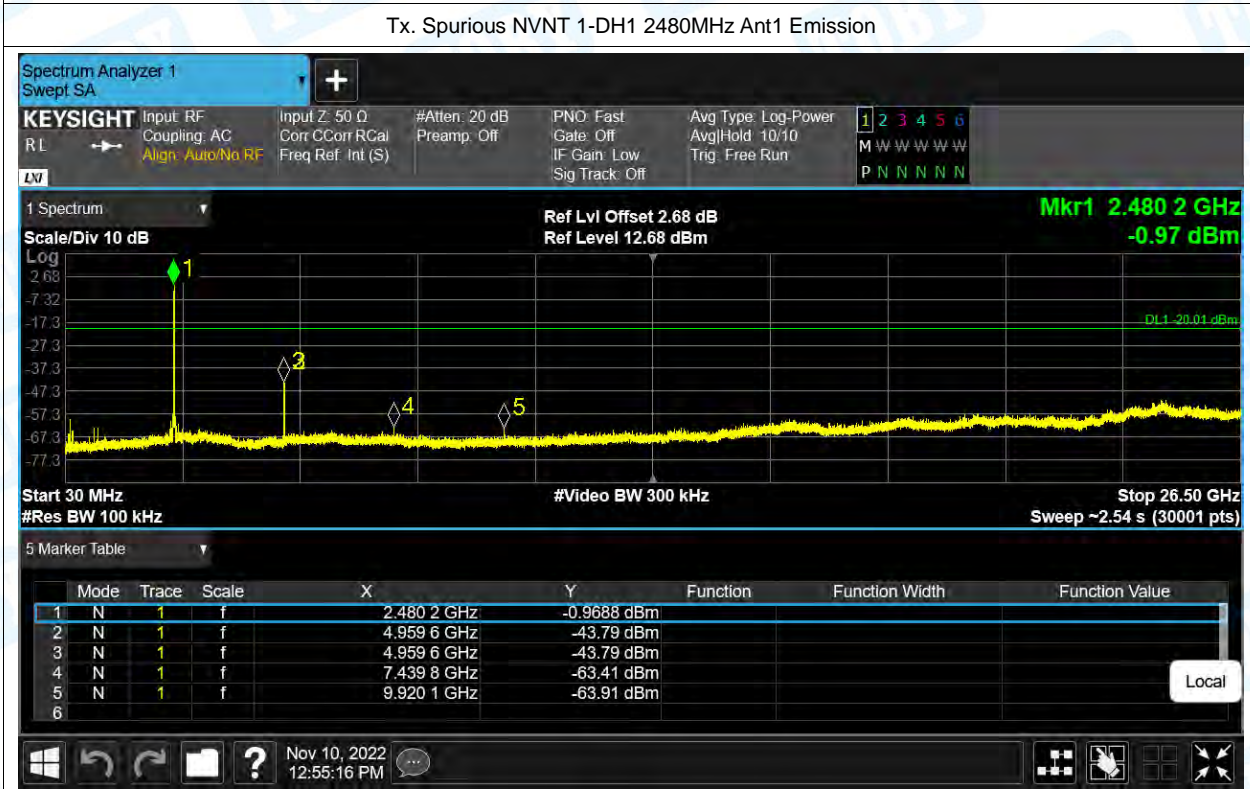 Tx. Spurious NVNT 1-DH1 2480MHz Ant1 Emission
Spectrum Analyzer 1
Swept SA
+
KEYSIGHT Input: RF Input Z: 50 Ω #Atten: 20 dB PNO: Fast Avg Type: Log-Power 1 2 3 4 5 6
RL Coupling: AC Corr CCorr RCal Preamp: Off Gate: Off Avg|Hold: 10/10 M W W W W W
Align: Auto/No RF Freq Ref: Int (S) IF Gain: Low Trig: Free Run
LXI Sig Track: Off P N N N N N
1 Spectrum Ref Lvl Offset 2.68 dB Mkr1 2.480 2 GHz
Scale/Div 10 dB Ref Level 12.68 dBm -0.97 dBm
Log
1
2.68
-7.32
-17.3 DL1 -20.01 dBm
-27.3
-37.3 3
-47.3
-57.3 4 5
-67.3
-77.3
Start 30 MHz #Video BW 300 kHz Stop 26.50 GHz
#Res BW 100 kHz Sweep ~2.54 s (30001 pts)
5 Marker Table
Mode Trace Scale X Y Function Function Width Function Value
1 N 1 f 2.480 2 GHz -0.9688 dBm
2 N 1 f 4.959 6 GHz -43.79 dBm
3 N 1 f 4.959 6 GHz -43.79 dBm
4 N 1 f 7.439 8 GHz -63.41 dBm
5 N 1 f 9.920 1 GHz -63.91 dBm
6
Local
? Nov 10, 2022
12:55:16 PM